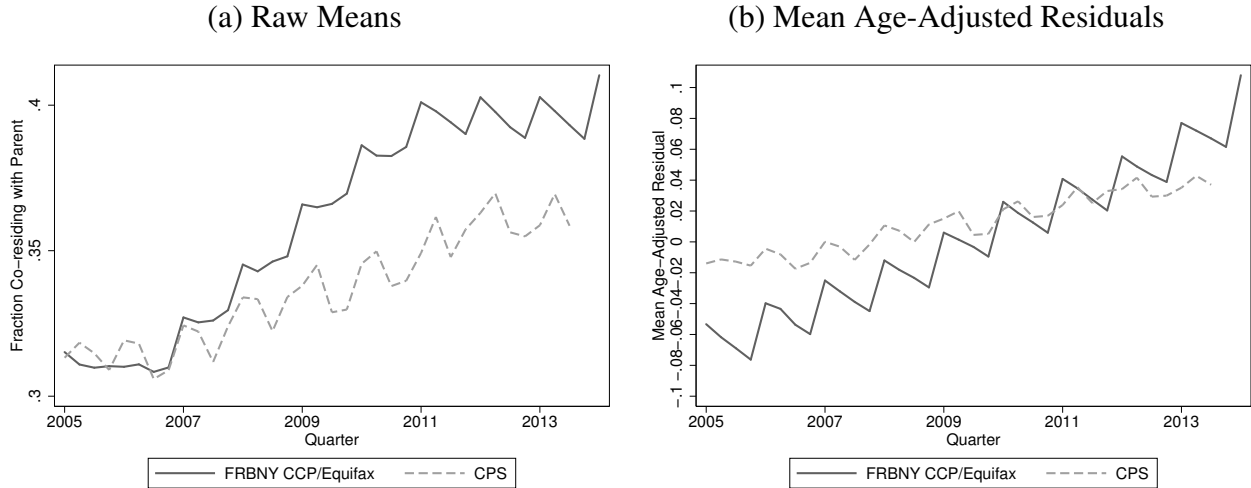 (a) Raw Means
Fraction Co-residing with Parent
.4
.35
.3
2005 2007 2009 2011 2013
Quarter
FRBNY CCP/Equifax CPS
(b) Mean Age-Adjusted Residuals
Mean Age-Adjusted Residual
-.1 -.08 -.06 -.04 -.02 0 .02 .04 .06 .08 .1
2005 2007 2009 2011 2013
Quarter
FRBNY CCP/Equifax CPS